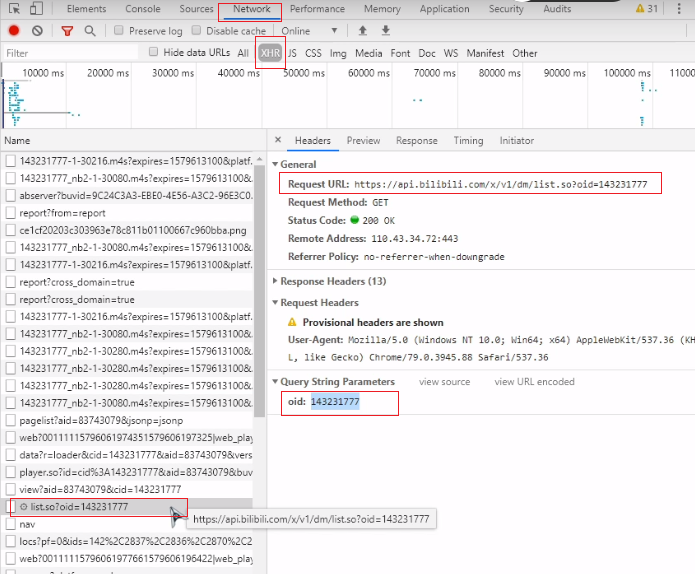 Elements Console Sources Network Performance Memory Application Security Audits 31
Preserve log Disable cache Online
Filter Hide data URLs All XHR JS CSS Img Media Font Doc WS Manifest Other
10000 ms 20000 ms 30000 ms 40000 ms 50000 ms 60000 ms 70000 ms 80000 ms 90000 ms 100000 ms 110000 ms
Name
143231777-1-30216.m4s?expires=1579613100&platf.
143231777_nb2-1-30080.m4s?expires=1579613100&.
abserver?buvid=9C24C3A3-EBE0-4E56-A3C2-96E3C0.
report?from=report
ce1cf20203c303963e78c811b01100667c960bba.png
143231777_nb2-1-30080.m4s?expires=1579613100&.
143231777-1-30216.m4s?expires=1579613100&platf.
report?cross_domain=true
report?cross_domain=true
143231777-1-30216.m4s?expires=1579613100&platf.
143231777_nb2-1-30080.m4s?expires=1579613100&.
143231777_nb2-1-30280.m4s?expires=1579613100&.
143231777_nb2-1-30280.m4s?expires=1579613100&.
143231777_nb2-1-30280.m4s?expires=1579613100&.
pagelist?aid=83743079&jsonp=jsonp
web?0011111579606197435157960619732​5|web_play
data?r=loader&cid=143231777&aid=83743079&vers
player.so?id=cid%3A143231777&aid=83743079&buv
view?aid=83743079&cid=143231777
list.so?oid=143231777
nav
locs?pf=0&ids=142%2C2837%2C2836%2C2870%2C2
web?0011111579606197766157960619642​2|web_play
Headers Preview Response Timing Initiator
General
Request URL: https://api.bilibili.com/x/v1/dm/list.so?oid=143231777
Request Method: GET
Status Code: 200 OK
Remote Address: 110.43.34.72:443
Referrer Policy: no-referrer-when-downgrade
Response Headers (13)
Request Headers
Provisional headers are shown
User-Agent: Mozilla/5.0 (Windows NT 10.0; Win64; x64) AppleWebKit/537.36 (KH
L, like Gecko) Chrome/79.0.3945.88 Safari/537.36
Query String Parameters view source view URL encoded
oid: 143231777
https://api.bilibili.com/x/v1/dm/list.so?oid=143231777